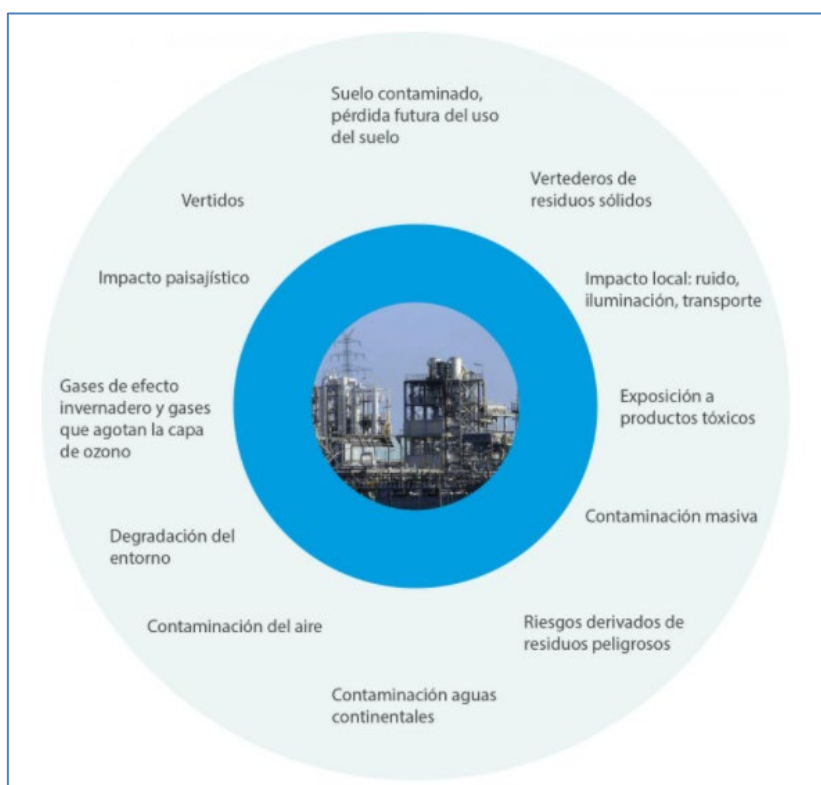 Suelo contaminado,
pérdida futura del uso
del suelo
Vertederos de
residuos sólidos
Impacto local: ruido,
iluminación, transporte
Exposición a
productos tóxicos
Contaminación masiva
Riesgos derivados de
residuos peligrosos
Contaminación aguas
continentales
Contaminación del aire
Degradación del
entorno
Gases de efecto
invernadero y gases
que agotan la capa
de ozono
Impacto paisajístico
Vertidos